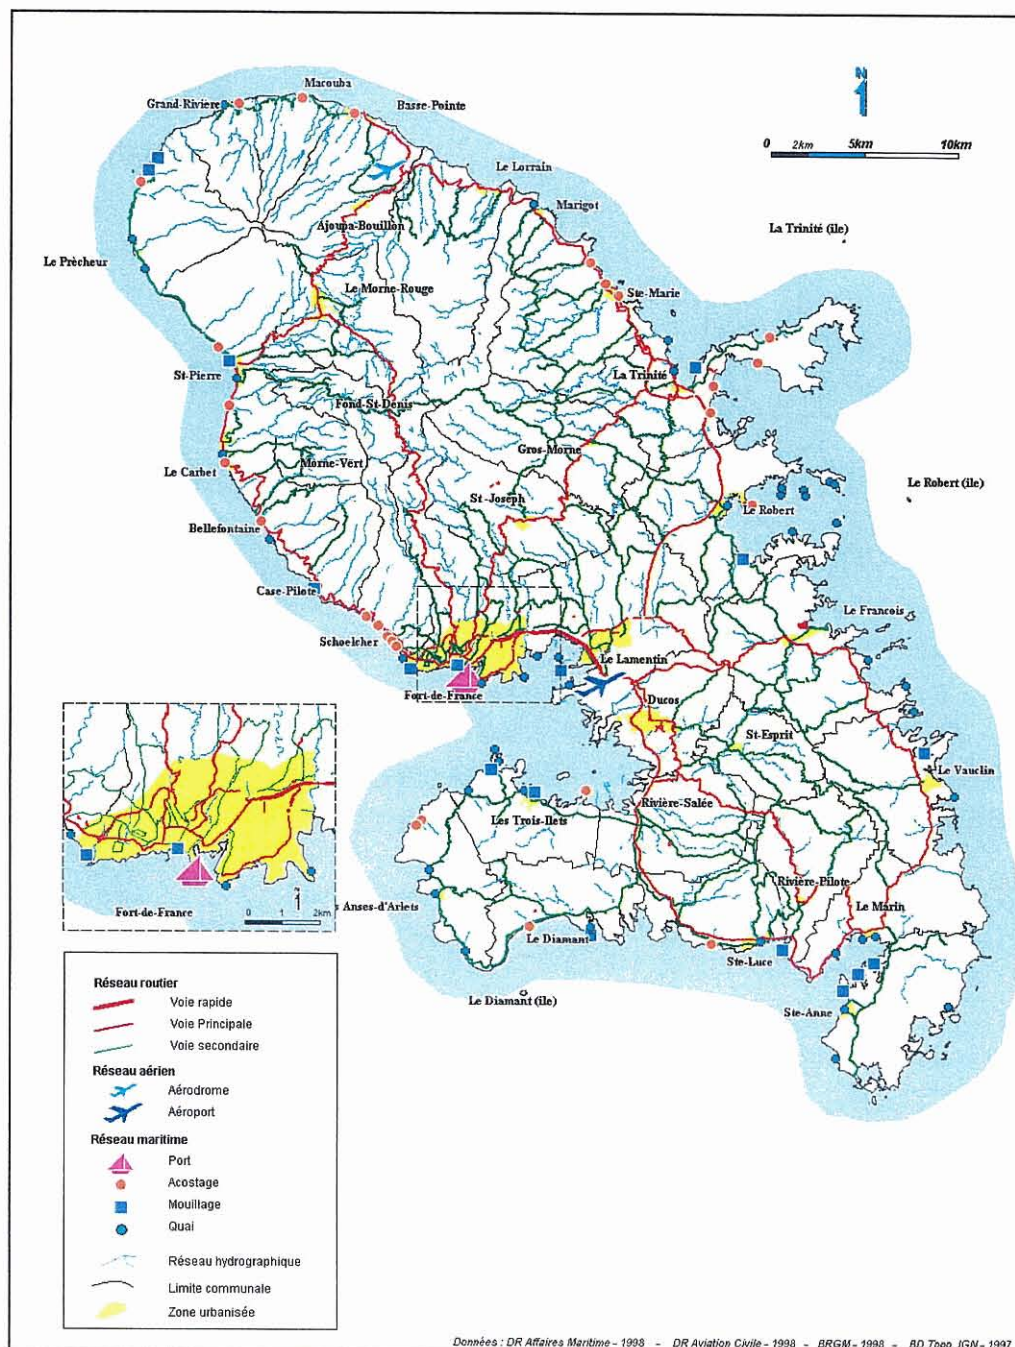 Macouba
Grand-Rivière
Basse-Pointe
N
0 2km 5km 10km
Le Lorrain
Marigot
Ajoupa-Bouillon
La Trinité (ile)
Le Prècheur
Le Morne-Rouge
Ste-Marie
St-Pierre
La Trinité
Fond-St-Denis
Gros-Morne
Morne-Vért
Le Carbet
St-Joseph
Le Robert (ile)
Le Robert
Bellefontaine
Case-Pilote
Le Francois
Schoelcher
Le Lamentin
Fort-de-France
Ducos
St-Esprit
Le Vauclin
Rivière-Salée
Les Trois-Ilets
Rivière-Pilote
Le Marin
s Anses-d'Arlets
Le Diamant
Ste-Luce
Le Diamant (ile)
Ste-Anne
N
0 1 2km
Fort-de-France
Réseau routier
Voie rapide
Voie Principale
Voie secondaire
Réseau aérien
Aérodrome
Aéroport
Réseau maritime
Port
Acostage
Mouillage
Quai
Réseau hydrographique
Limite communale
Zone urbanisée
Données : DR Affaires Maritime - 1998 - DR Aviation Civile - 1998 - BRGM - 1998 - BD Topo IGN - 1997